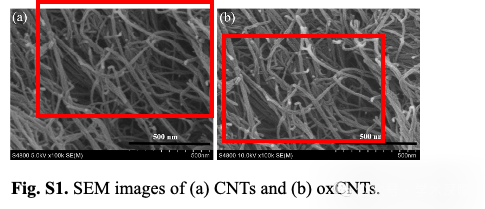 (a)
(b)
500 nm
500 nm
S4800 5.0kV x100k SE(M)
500nm
S4800 10.0kV x100k SE(M)
500nm
Fig. S1. SEM images of (a) CNTs and (b) oxCNTs.